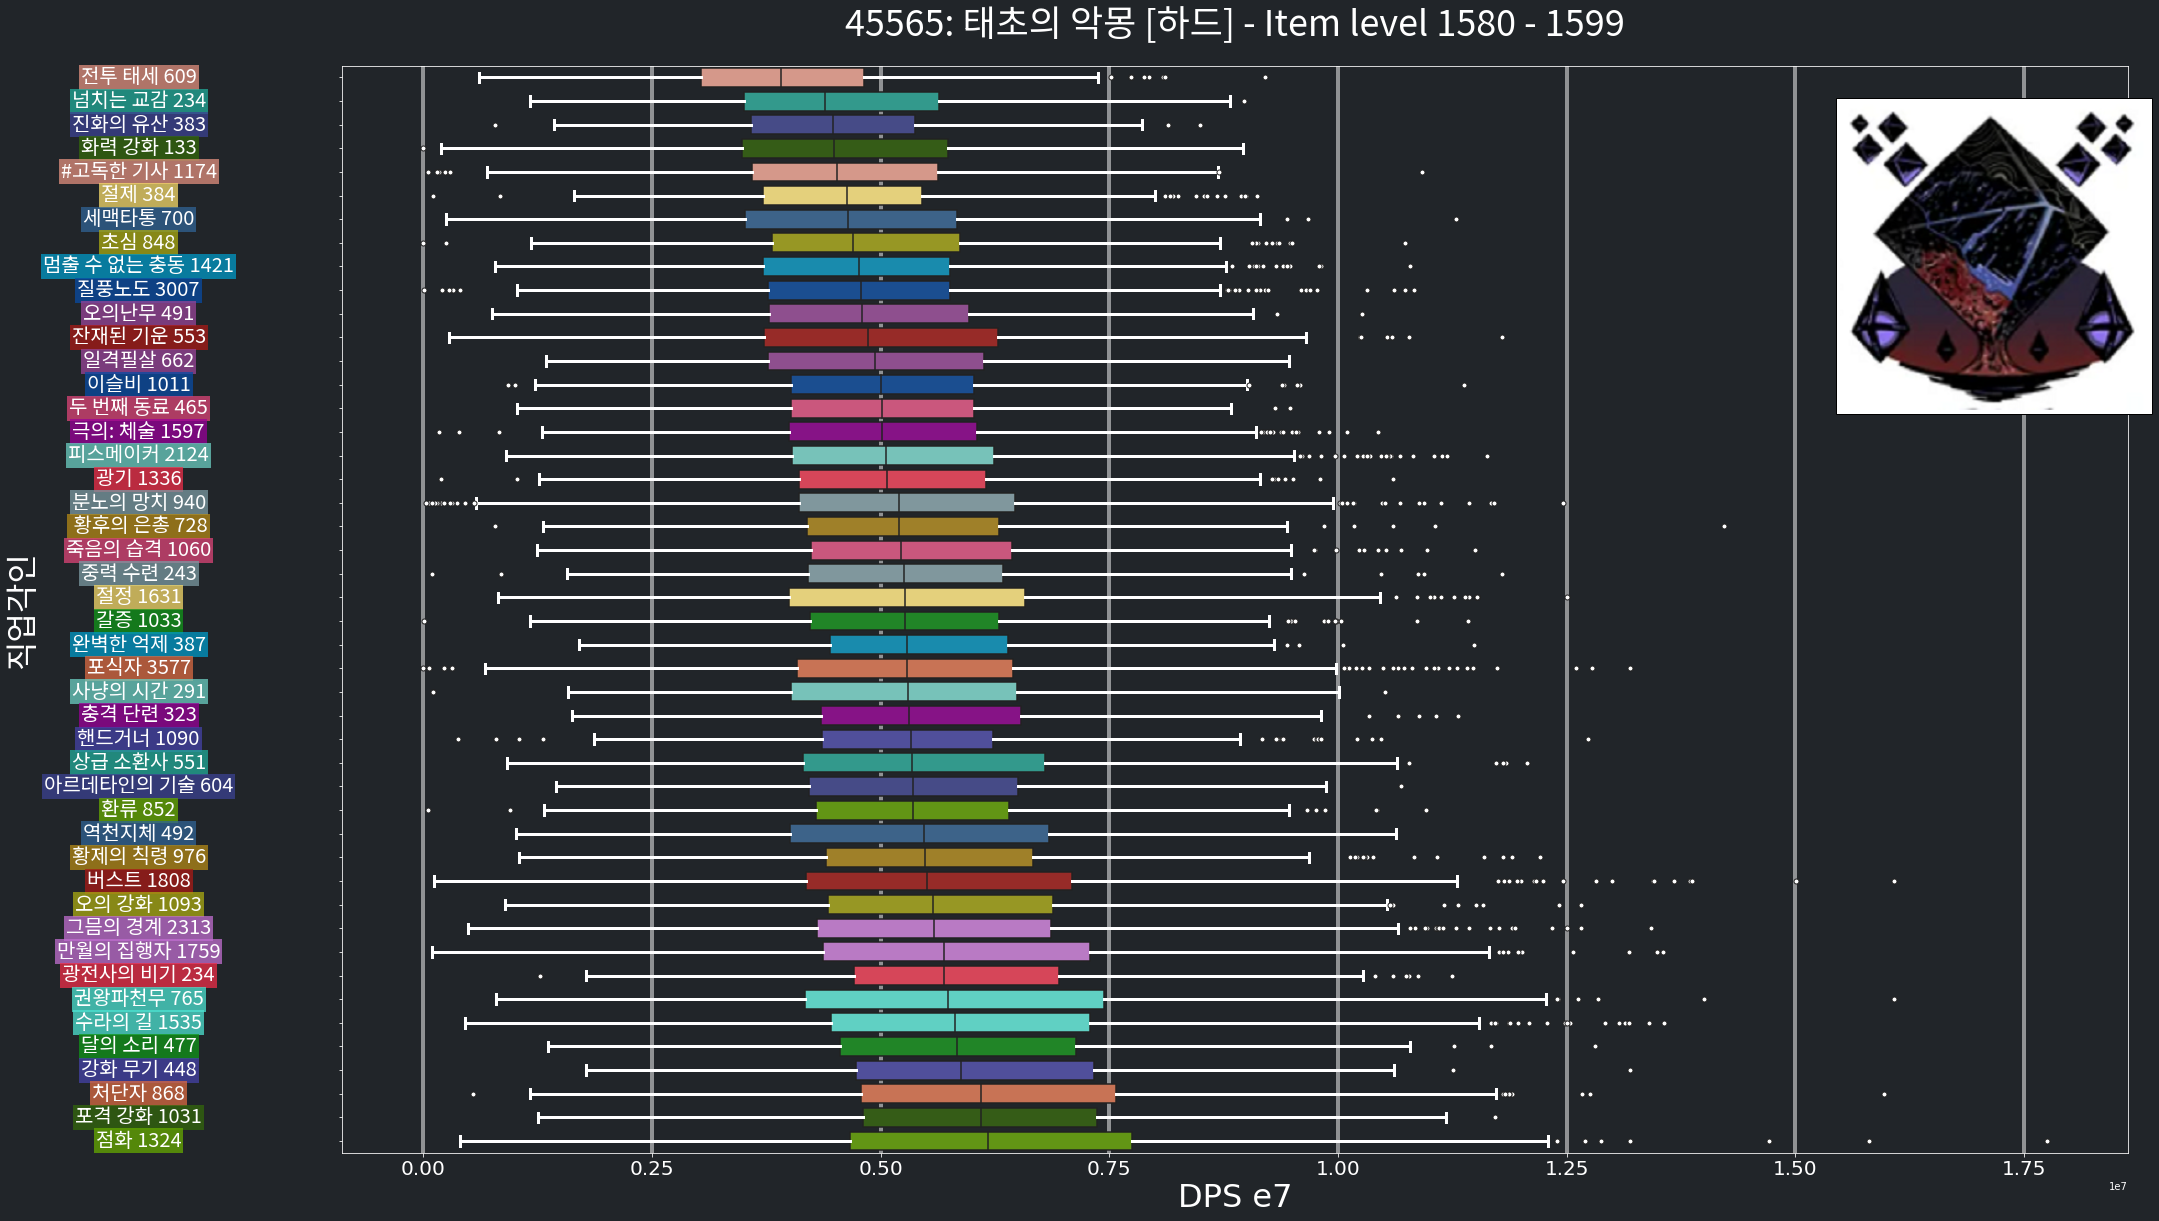 45565: 태초의 악몽 [하드] - Item level 1580 - 1599
전투 태세 609
넘치는 교감 234
진화의 유산 383
화력 강화 133
#고독한 기사 1174
절제 384
세맥타통 700
초심 848
멈출 수 없는 충동 1421
질풍노도 3007
오의난무 491
잔재된 기운 553
일격필살 662
이슬비 1011
두 번째 동료 465
극의: 체술 1597
피스메이커 2124
광기 1336
분노의 망치 940
황후의 은총 728
죽음의 습격 1060
중력 수련 243
절정 1631
갈증 1033
완벽한 억제 387
포식자 3577
사냥의 시간 291
충격 단련 323
핸드거너 1090
상급 소환사 551
아르데타인의 기술 604
환류 852
역천지체 492
황제의 칙령 976
버스트 1808
오의 강화 1093
그믐의 경계 2313
만월의 집행자 1759
광전사의 비기 234
권왕파천무 765
수라의 길 1535
달의 소리 477
강화 무기 448
처단자 868
포격 강화 1031
점화 1324
직업각인
0.00 0.25 0.50 0.75 1.00 1.25 1.50 1.75
1e7
DPS e7